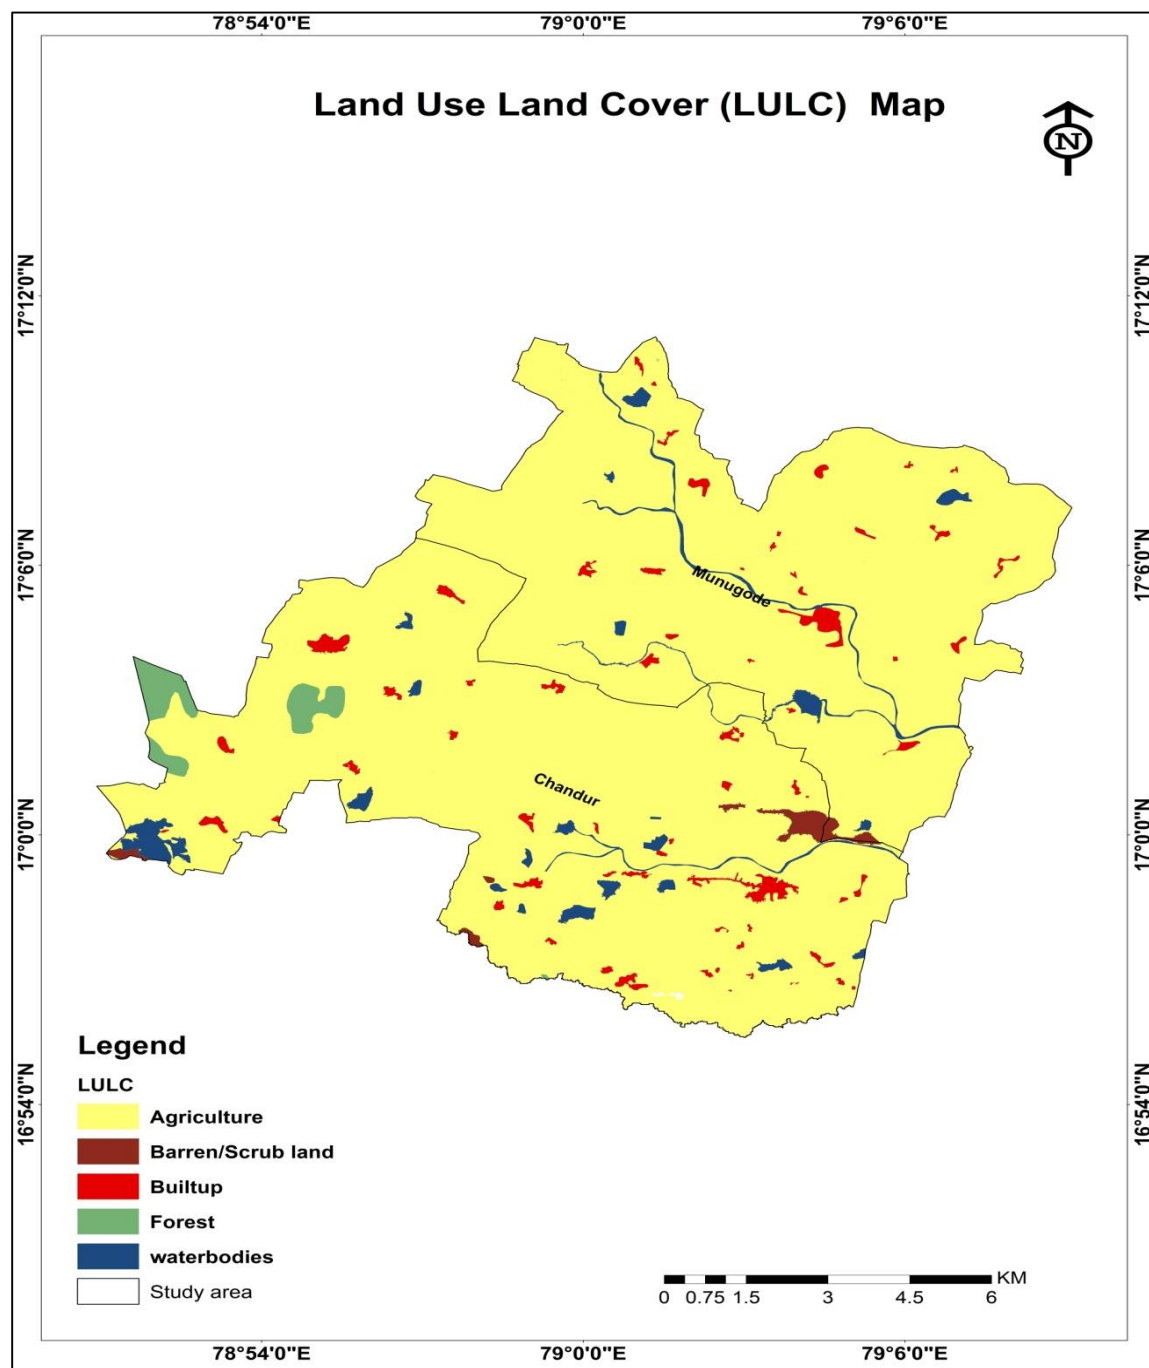 78°54'0"E 79°0'0"E 79°6'0"E
Land Use Land Cover (LULC) Map
N
17°12'0"N 17°12'0"N
17°6'0"N 17°6'0"N
Munugode
Chandur
17°0'0"N 17°0'0"N
Legend
LULC
16°54'0"N 16°54'0"N
Agriculture
Barren/Scrub land
Builtup
Forest
waterbodies
Study area
KM
0 0.75 1.5 3 4.5 6
78°54'0"E 79°0'0"E 79°6'0"E